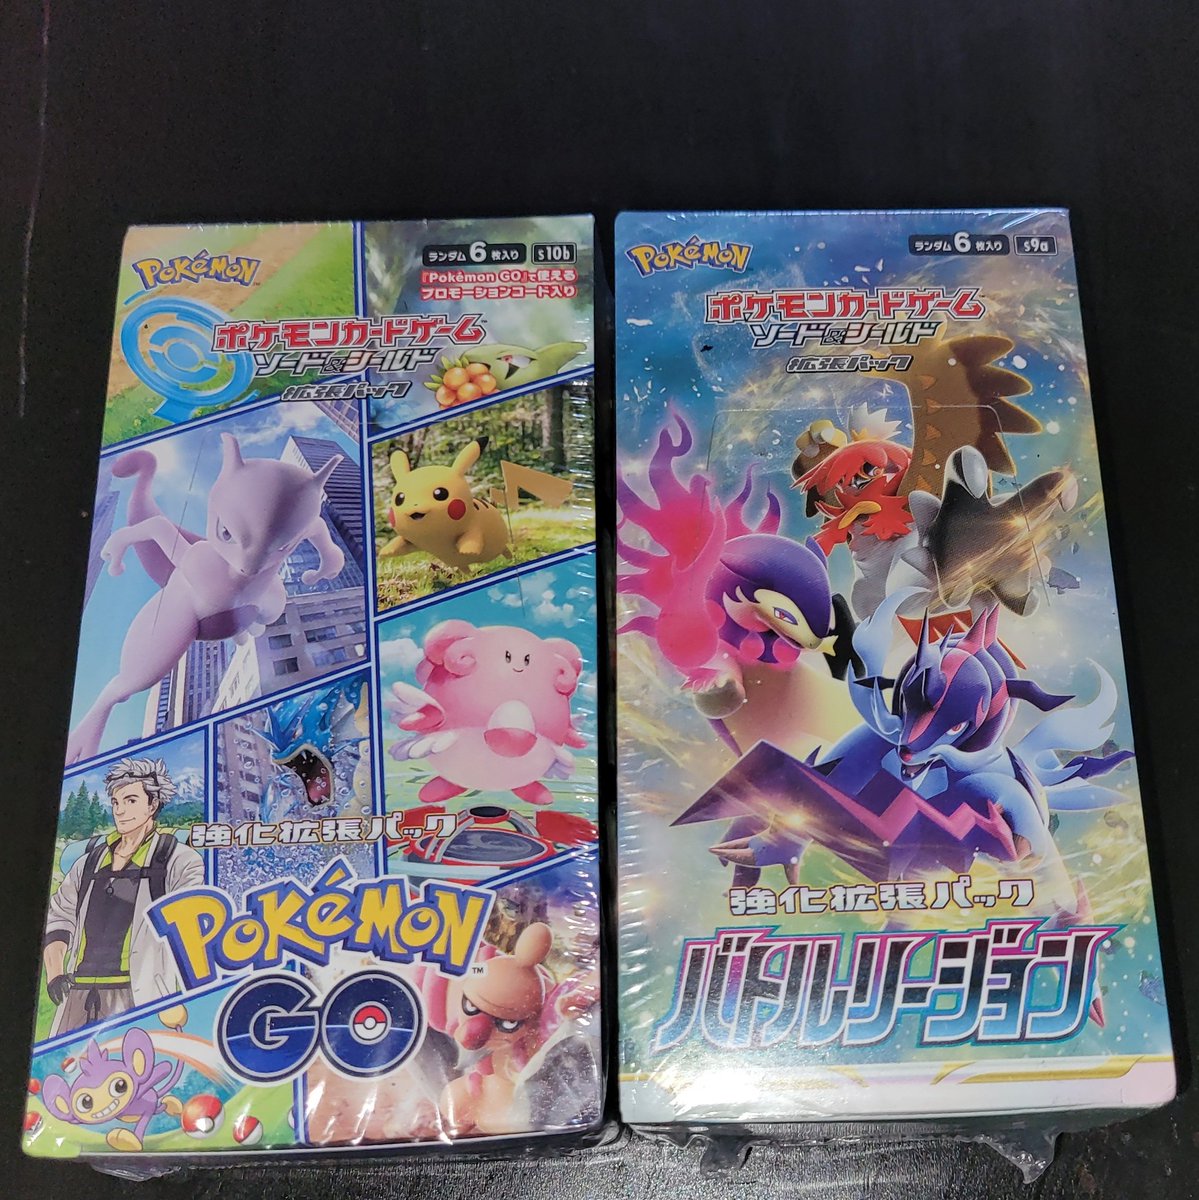 Pokémon
ランダム6枚入り s10b
『Pokémon GO』で使える
プロモーションコード入り
ポケモンカードゲーム
ソード&シールド
拡張パック
強化拡張パック
Pokémon™
GO
Pokémon
ランダム6枚入り s9a
ポケモンカードゲーム
ソード&シールド
拡張パック
強化拡張パック
バトルリージョン